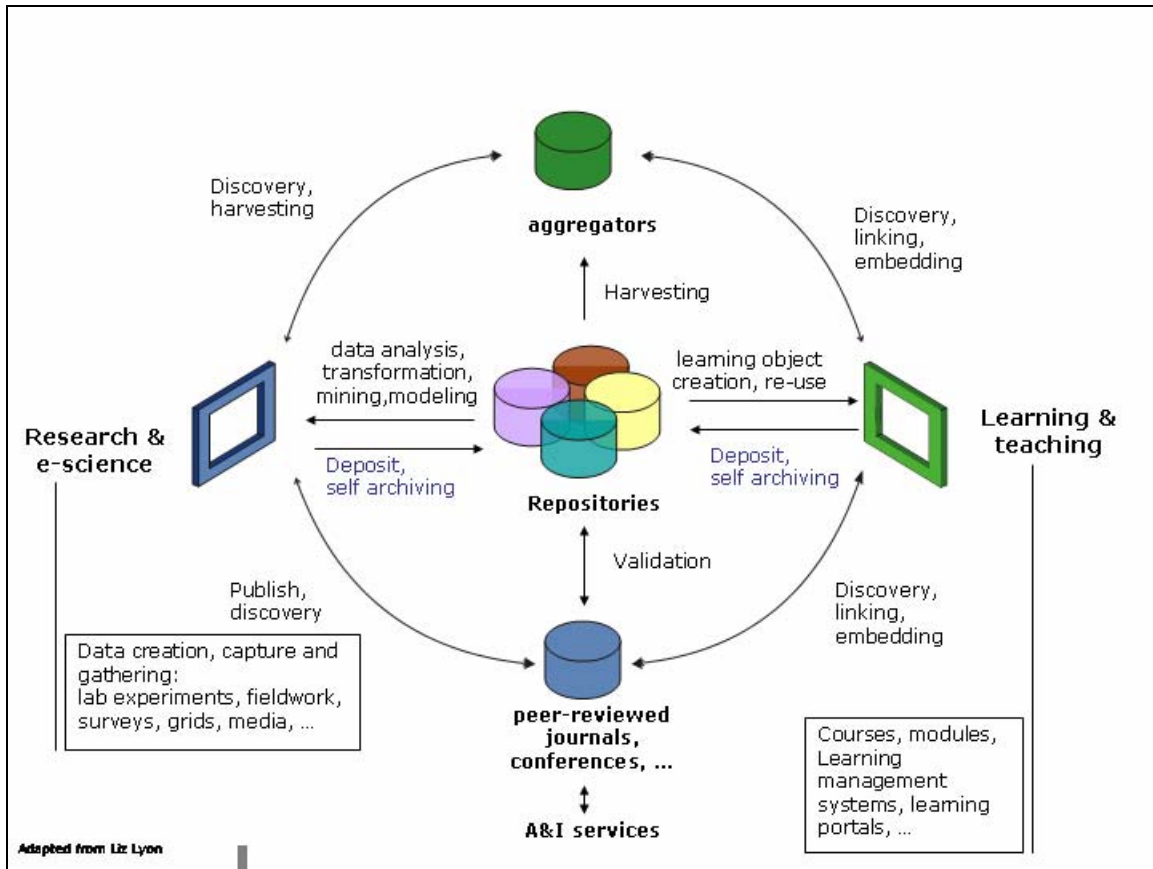 Discovery,
harvesting
aggregators
Discovery,
linking,
embedding
Harvesting
data analysis,
transformation,
mining,modeling
learning object
creation, re-use
Research &
e-science
Learning &
teaching
Deposit,
self archiving
Deposit,
self archiving
Repositories
Validation
Publish,
discovery
Discovery,
linking,
embedding
Data creation, capture and
gathering:
lab experiments, fieldwork,
surveys, grids, media, ...
peer-reviewed
journals,
conferences, ...
Courses, modules,
Learning
management
systems, learning
portals, ...
A&I services
Adapted from Liz Lyon